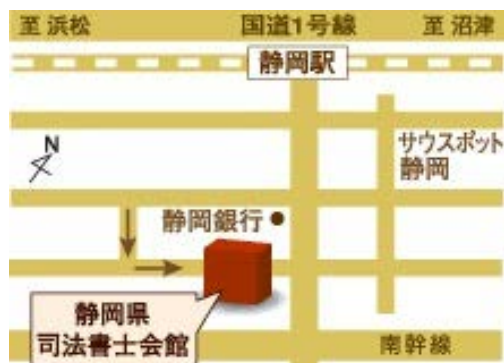 至 浜松
国道1号線
至 沼津
静岡駅
N
サウスポット
静岡
静岡銀行
静岡県
司法書士会館
南幹線